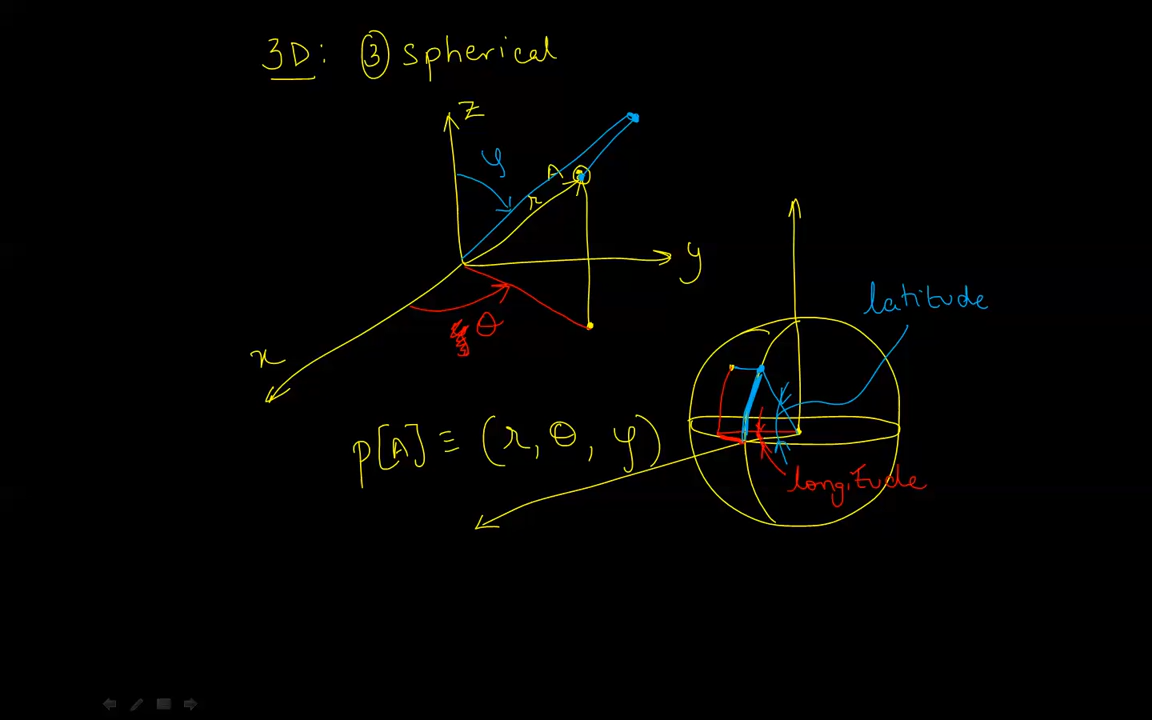 3D: ③ spherical
z
φ
A
r
y
θ
x
latitude
p[A] ≡ (r, θ, φ)
longitude